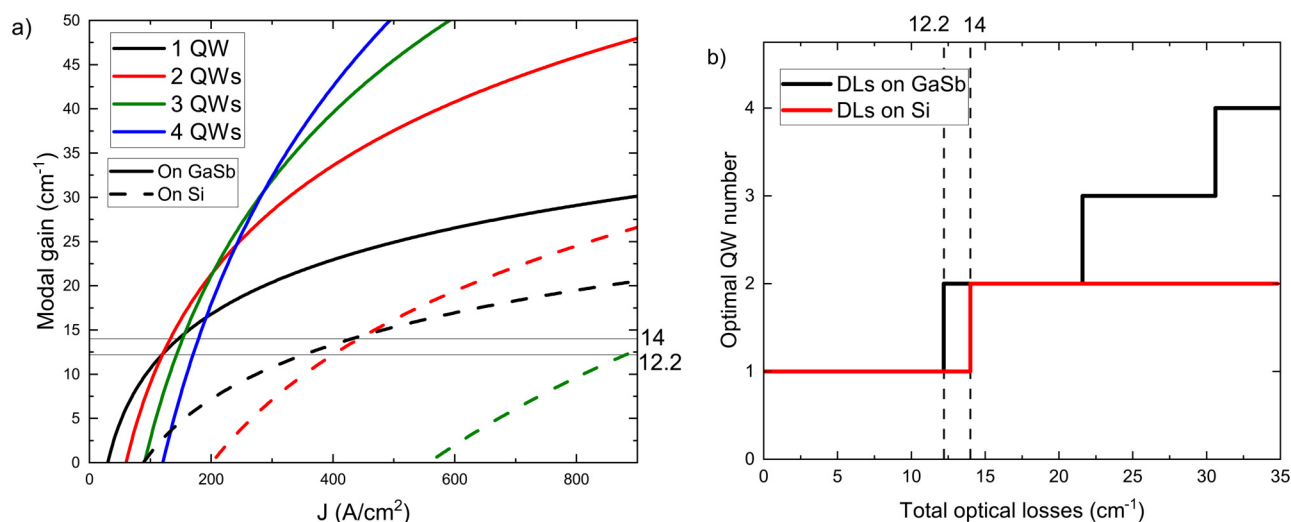 a)
1 QW
2 QWs
3 QWs
4 QWs
On GaSb
On Si
Modal gain (cm⁻¹)
50
45
40
35
30
25
20
15
10
5
0
14
12.2
0 200 400 600 800
J (A/cm²)
b)
12.2 14
DLs on GaSb
DLs on Si
Optimal QW number
4
3
2
1
0 5 10 15 20 25 30 35
Total optical losses (cm⁻¹)